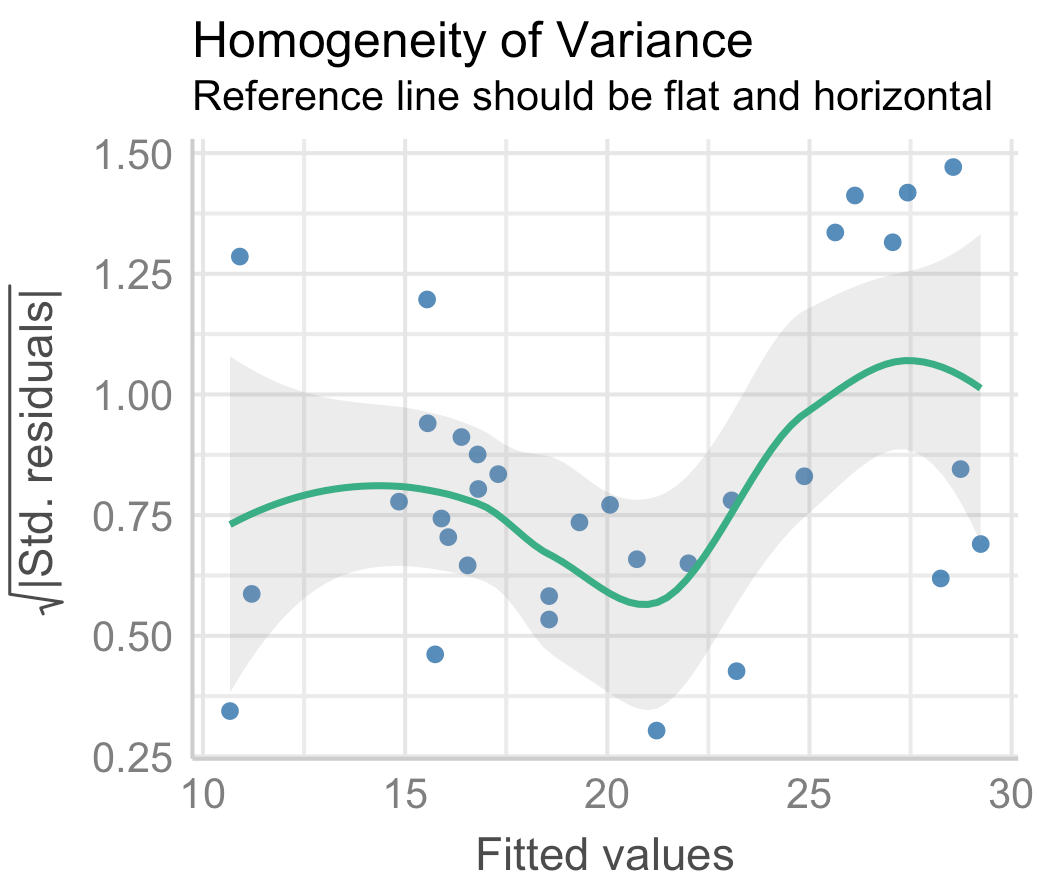 Homogeneity of Variance
Reference line should be flat and horizontal
√|Std. residuals|
1.50
1.25
1.00
0.75
0.50
0.25
10 15 20 25 30
Fitted values